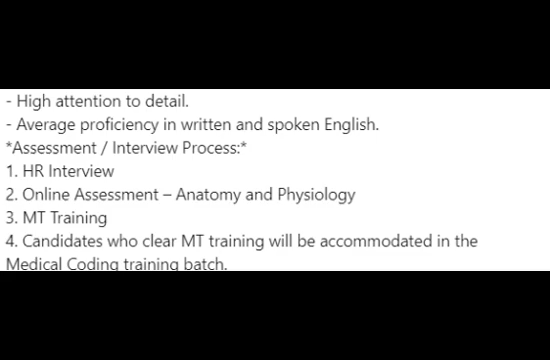 - High attention to detail.
- Average proficiency in written and spoken English.
*Assessment / Interview Process:*
1. HR Interview
2. Online Assessment – Anatomy and Physiology
3. MT Training
4. Candidates who clear MT training will be accommodated in the
Medical Coding training batch.